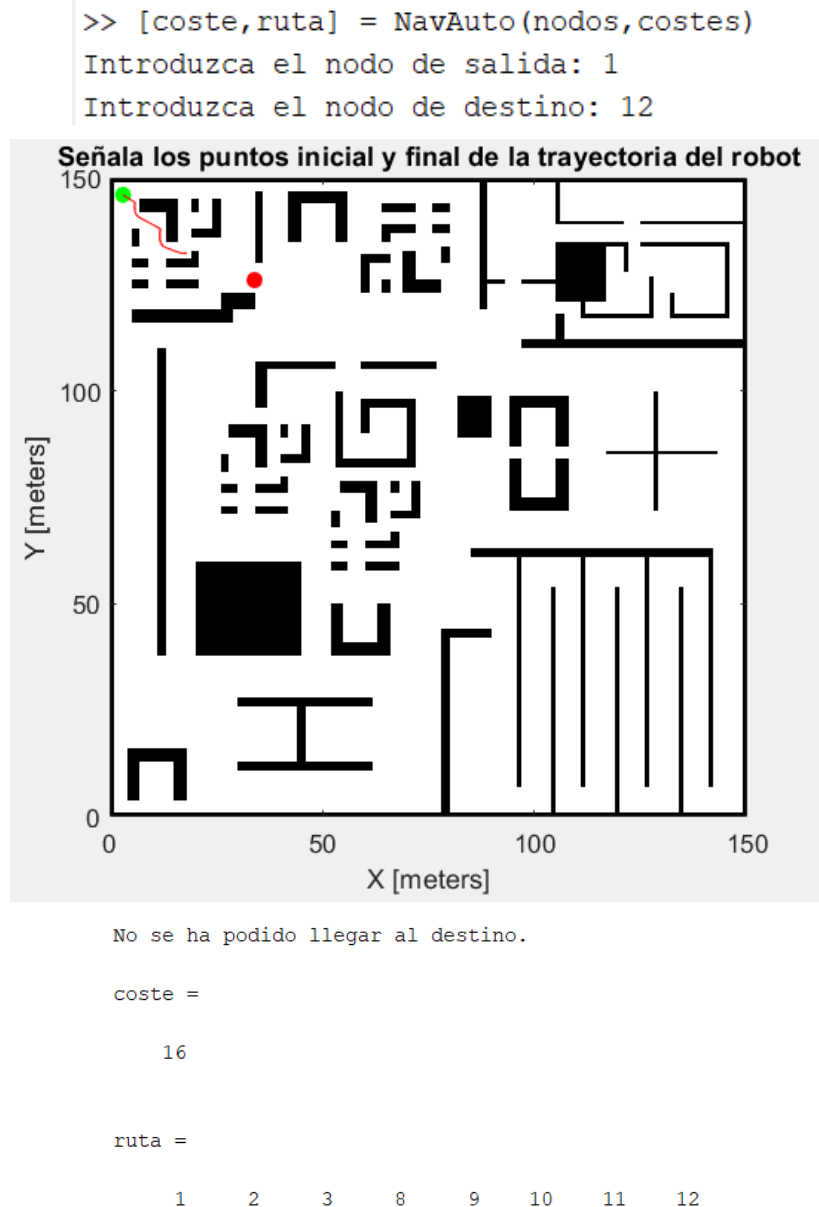 >> [coste,ruta] = NavAuto(nodos,costes)
Introduzca el nodo de salida: 1
Introduzca el nodo de destino: 12
Señala los puntos inicial y final de la trayectoria del robot
150
100
50
0
Y [meters]
0 50 100 150
X [meters]
No se ha podido llegar al destino.
coste =
16
ruta =
1 2 3 8 9 10 11 12